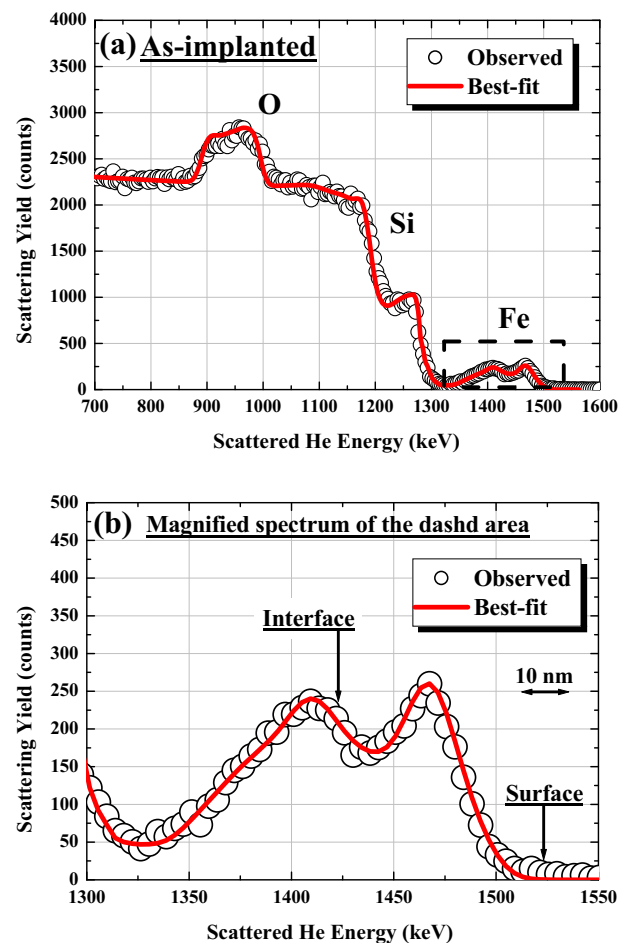 (a) As-implanted
Observed
Best-fit
O
Si
Fe
4000
3500
3000
2500
2000
1500
1000
500
0
Scattering Yield (counts)
700 800 900 1000 1100 1200 1300 1400 1500 1600
Scattered He Energy (keV)
(b) Magnified spectrum of the dashd area
Observed
Best-fit
Interface
10 nm
Surface
500
450
400
350
300
250
200
150
100
50
0
Scattering Yield (counts)
1300 1350 1400 1450 1500 1550
Scattered He Energy (keV)